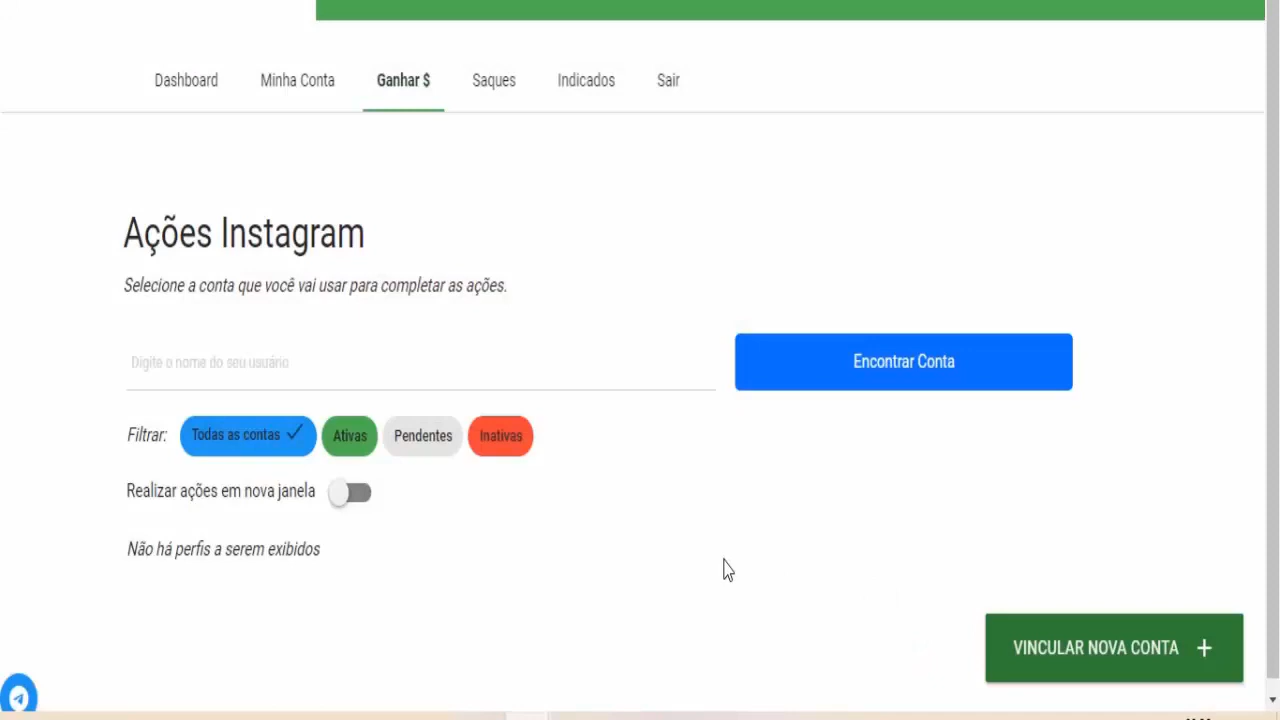 Dashboard Minha Conta Ganhar $ Saques Indicados Sair
Ações Instagram
Selecione a conta que você vai usar para completar as ações.
Digite o nome do seu usuário
Encontrar Conta
Filtrar: Todas as contas Ativas Pendentes Inativas
Realizar ações em nova janela
Não há perfis a serem exibidos
VINCULAR NOVA CONTA +